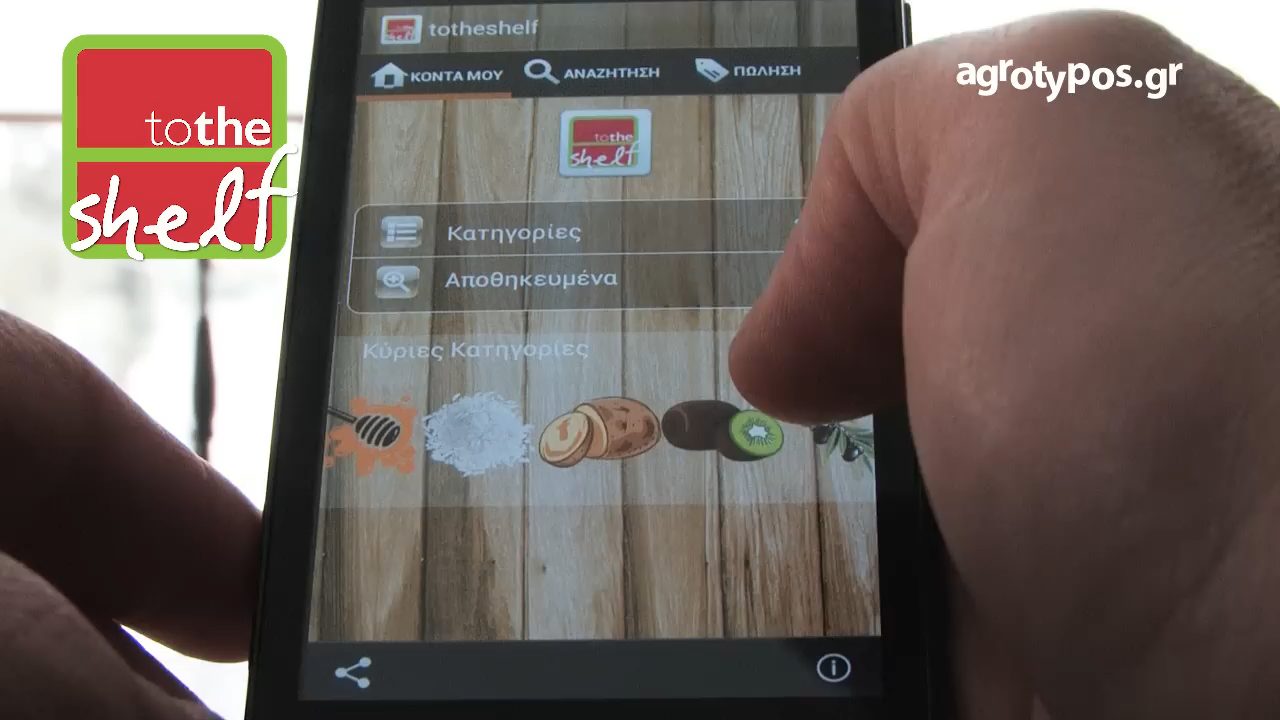 totheshelf
ΚΟΝΤΑ ΜΟΥ
ΑΝΑΖΗΤΗΣΗ
ΠΩΛΗΣΗ
agrotypos.gr
tothe
shelf
tothe
shelf
Κατηγορίες
Αποθηκευμένα
Κύριες Κατηγορίες